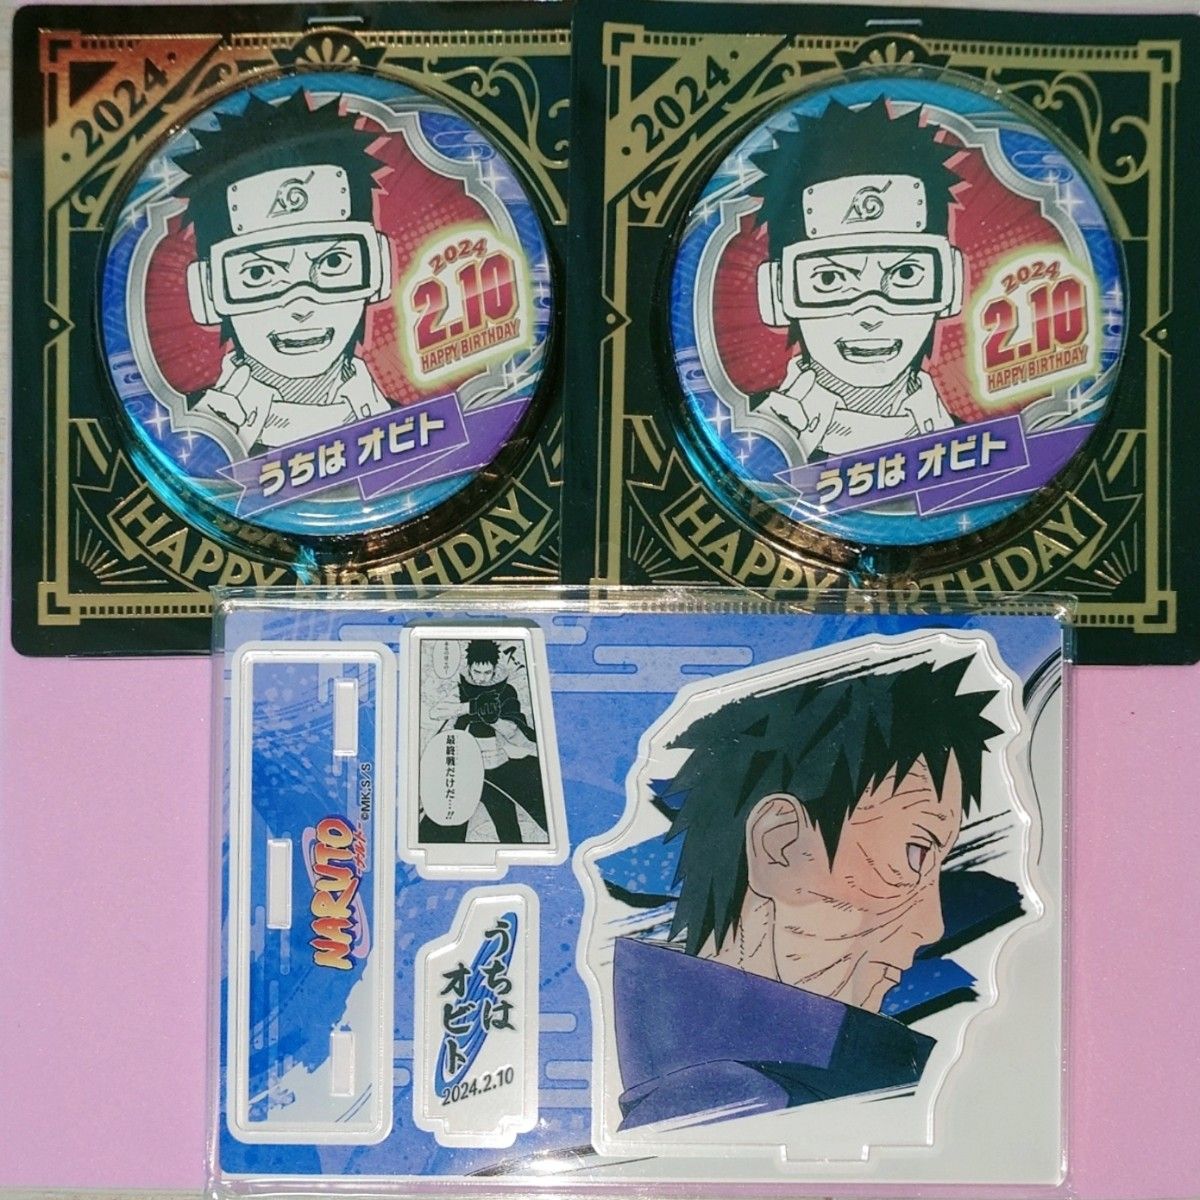 2024
2024
2.10
HAPPY BIRTHDAY
うちは オビト
HAPPY BIRTHDAY
2024
2024
2.10
HAPPY BIRTHDAY
うちは オビト
HAPPY BIRTHDAY
NARUTO
ナルト
©MK,S/S
最終戦だけだ…!!
うちは
オビト
2024.2.10